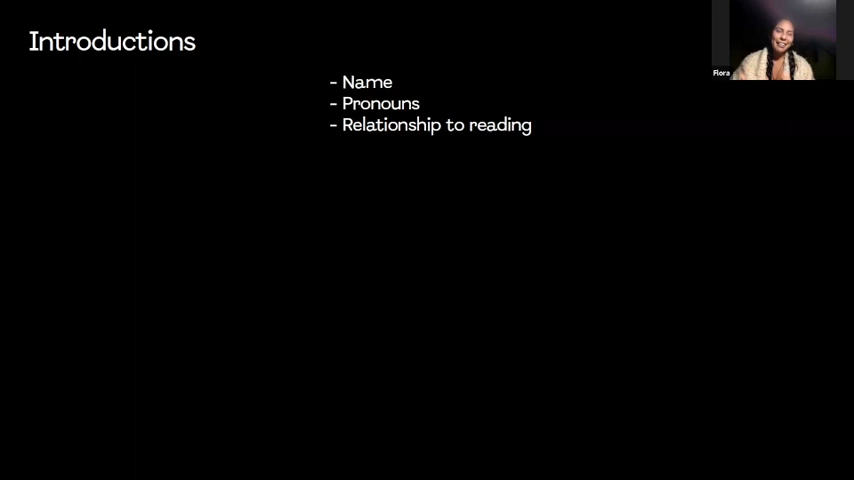 Introductions
- Name
- Pronouns
- Relationship to reading
Flora